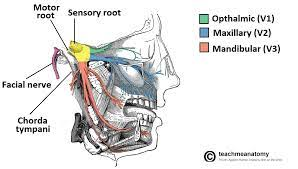 Motor
root
Sensory root
Opthalmic (V1)
Maxillary (V2)
Mandibular (V3)
Facial nerve
Chorda
tympani
teachmeanatomy